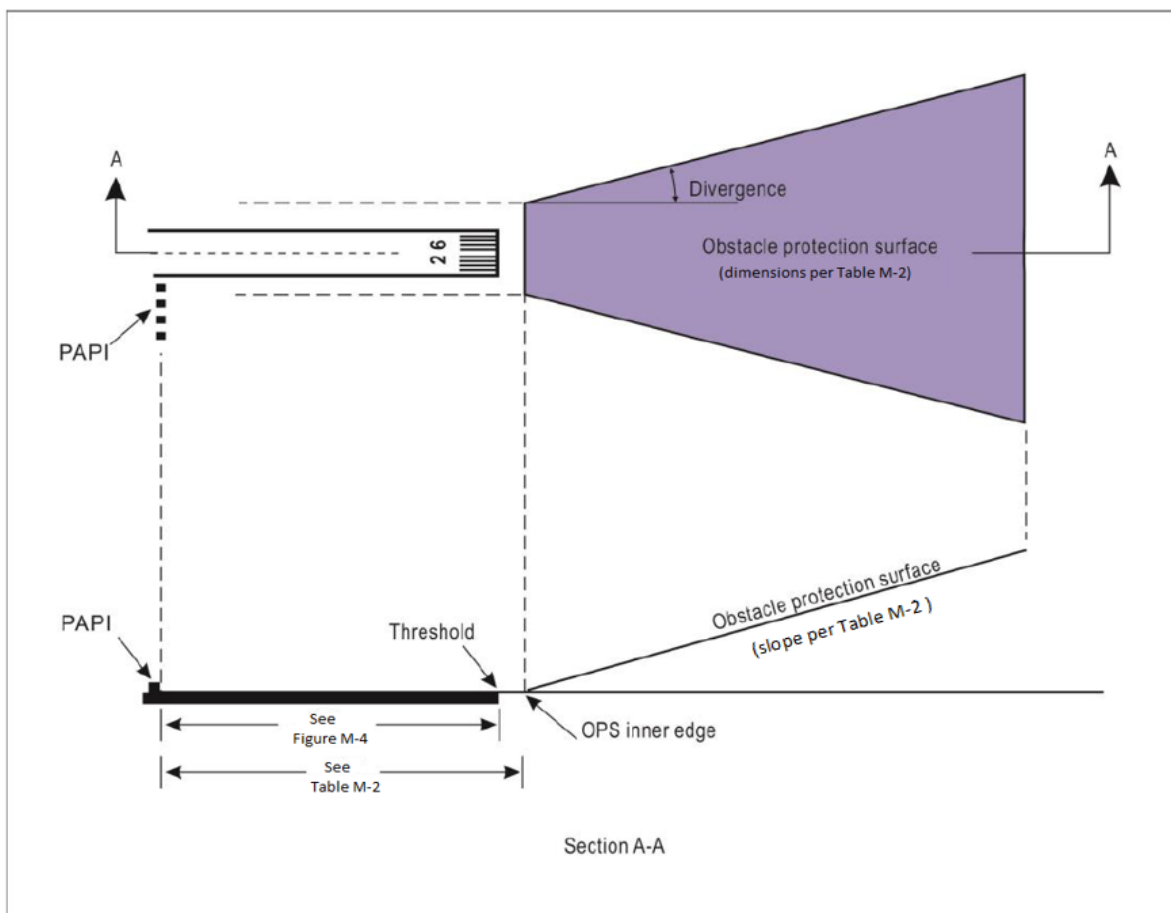 A
A
Divergence
Obstacle protection surface
(dimensions per Table M-2)
26
PAPI
PAPI
Threshold
Obstacle protection surface
(slope per Table M-2 )
OPS inner edge
See
Figure M-4
See
Table M-2
Section A-A